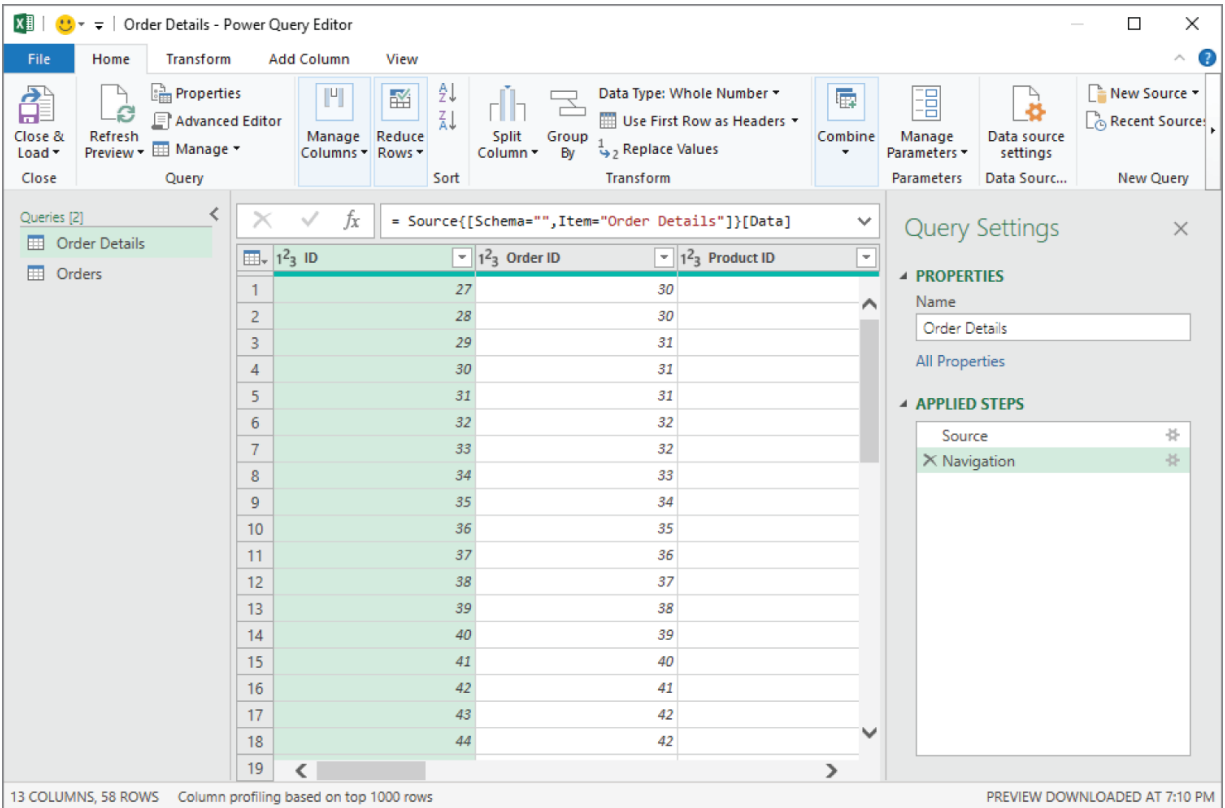 Order Details - Power Query Editor
File Home Transform Add Column View
Close & Load
Close
Refresh Preview
Properties
Advanced Editor
Manage
Query
Manage Columns
Reduce Rows
Sort
Split Column
Group By
Data Type: Whole Number
Use First Row as Headers
Replace Values
Transform
Combine
Manage Parameters
Parameters
Data source settings
Data Sourc...
New Source
Recent Sources
New Query
Queries [2]
Order Details
Orders
fx = Source{[Schema="",Item="Order Details"]}[Data]
1²3 ID 1²3 Order ID 1²3 Product ID
1 27 30
2 28 30
3 29 31
4 30 31
5 31 31
6 32 32
7 33 32
8 34 33
9 35 34
10 36 35
11 37 36
12 38 37
13 39 38
14 40 39
15 41 40
16 42 41
17 43 42
18 44 42
19
Query Settings
PROPERTIES
Name
Order Details
All Properties
APPLIED STEPS
Source
Navigation
13 COLUMNS, 58 ROWS Column profiling based on top 1000 rows PREVIEW DOWNLOADED AT 7:10 PM